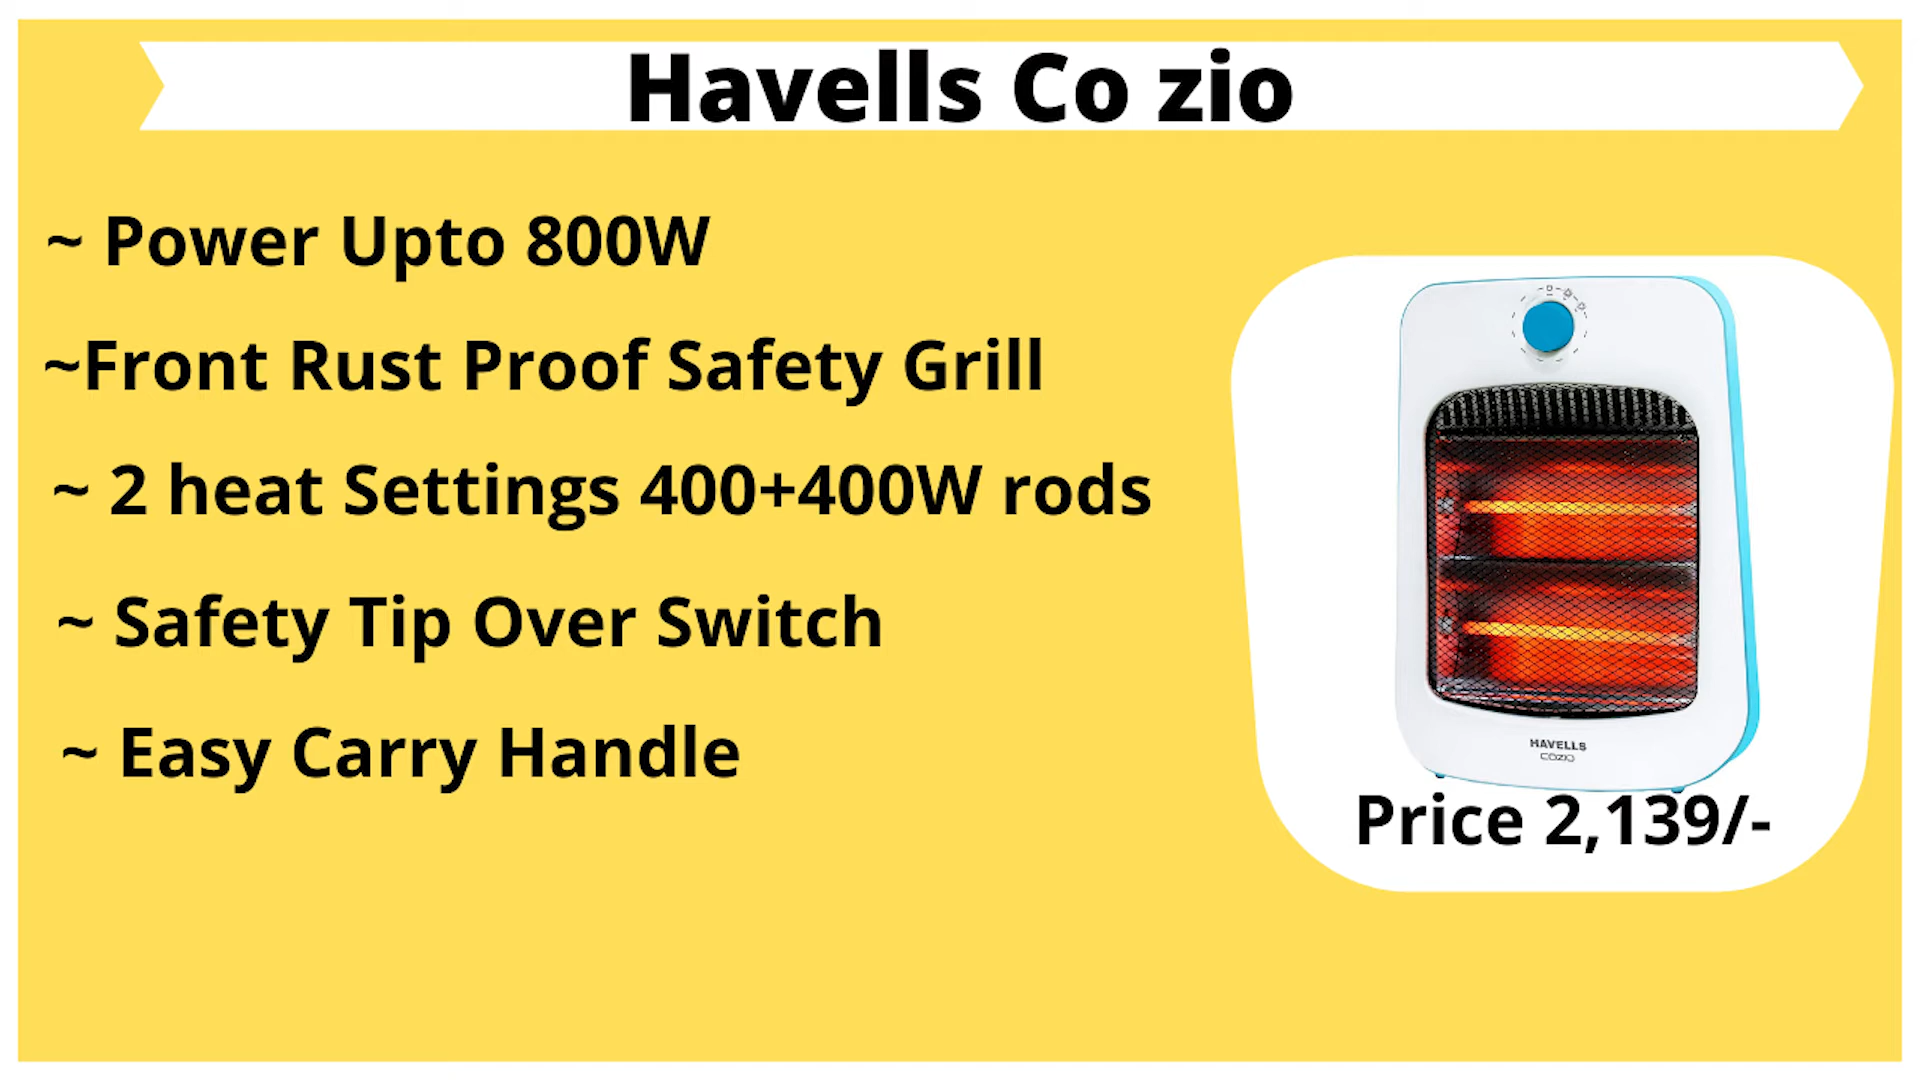 Havells Co zio
~ Power Upto 800W
~Front Rust Proof Safety Grill
~ 2 heat Settings 400+400W rods
~ Safety Tip Over Switch
~ Easy Carry Handle
HAVELLS
COZIO
Price 2,139/-